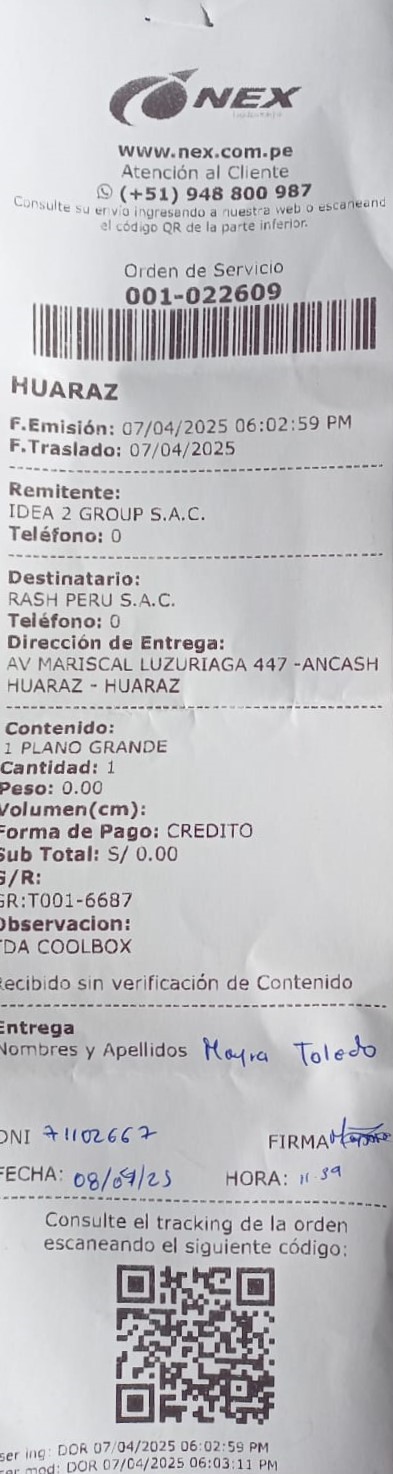 NEX
www.nex.com.pe
Atención al Cliente
(+51) 948 800 987
Consulte su envío ingresando a nuestra web o escaneand
el código QR de la parte inferior.
Orden de Servicio
001-022609
HUARAZ
F.Emisión: 07/04/2025 06:02:59 PM
F.Traslado: 07/04/2025
Remitente:
IDEA 2 GROUP S.A.C.
Teléfono: 0
Destinatario:
RASH PERU S.A.C.
Teléfono: 0
Dirección de Entrega:
AV MARISCAL LUZURIAGA 447 -ANCASH
HUARAZ - HUARAZ
Contenido:
1 PLANO GRANDE
Cantidad: 1
Peso: 0.00
Volumen(cm):
Forma de Pago: CREDITO
Sub Total: S/ 0.00
G/R:
GR:T001-6687
Observacion:
TDA COOLBOX
Recibido sin verificación de Contenido
Entrega
Nombres y Apellidos Mayra Toledo
DNI 71102667 FIRMA
FECHA: 08/04/25 HORA: 11:39
Consulte el tracking de la orden
escaneando el siguiente código:
ser ing: DOR 07/04/2025 06:02:59 PM
ser mod: DOR 07/04/2025 06:03:11 PM